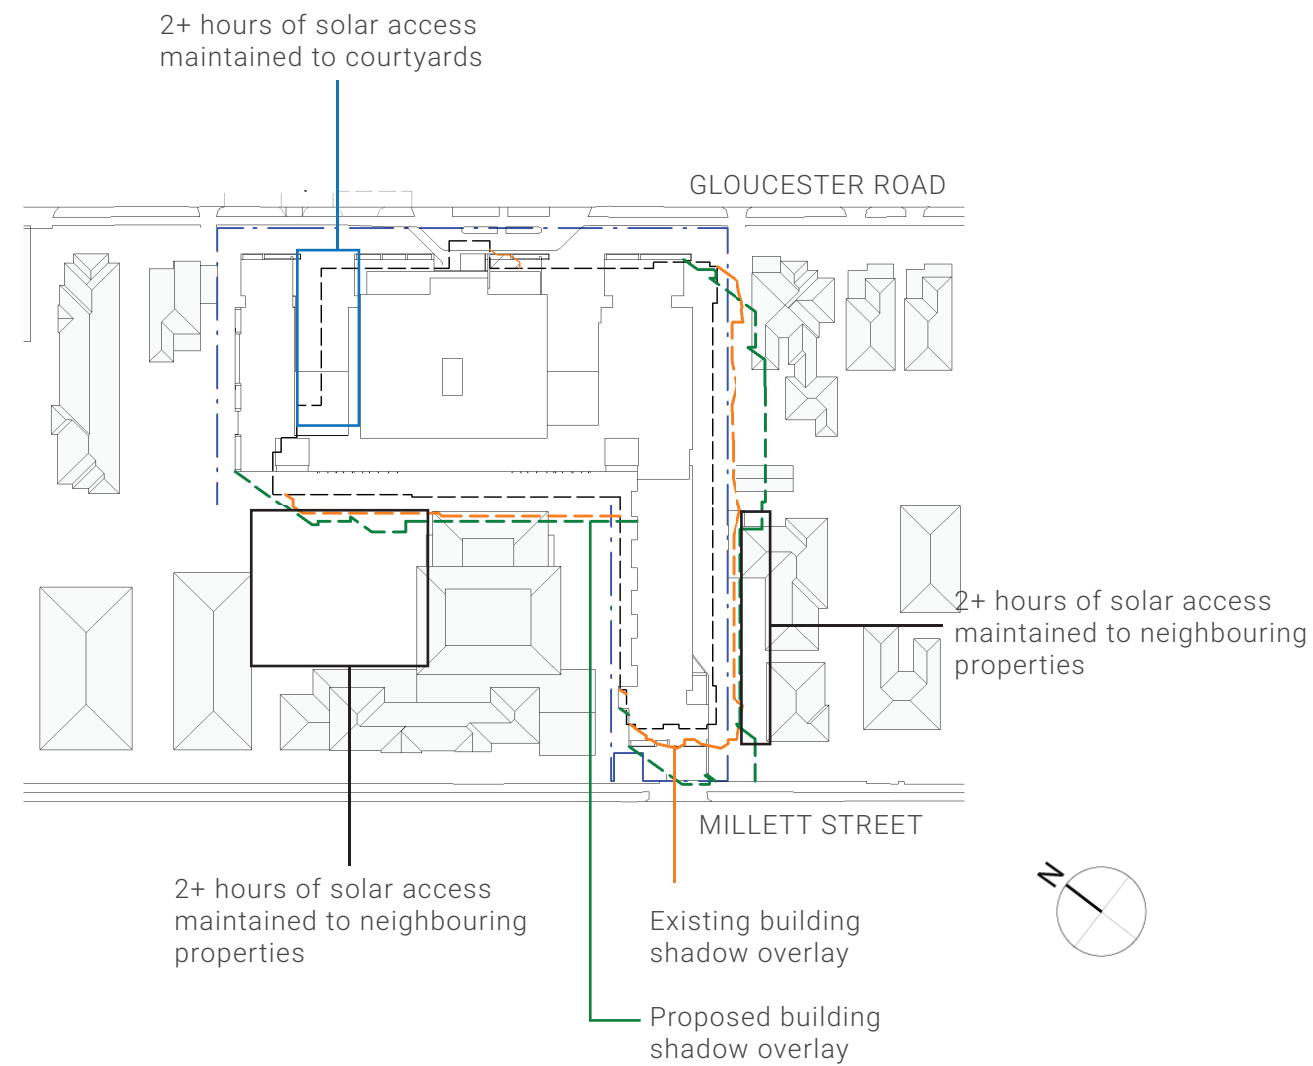 2+ hours of solar access
maintained to courtyards
GLOUCESTER ROAD
2+ hours of solar access
maintained to neighbouring
properties
MILLETT STREET
N
2+ hours of solar access
maintained to neighbouring
properties
Existing building
shadow overlay
Proposed building
shadow overlay